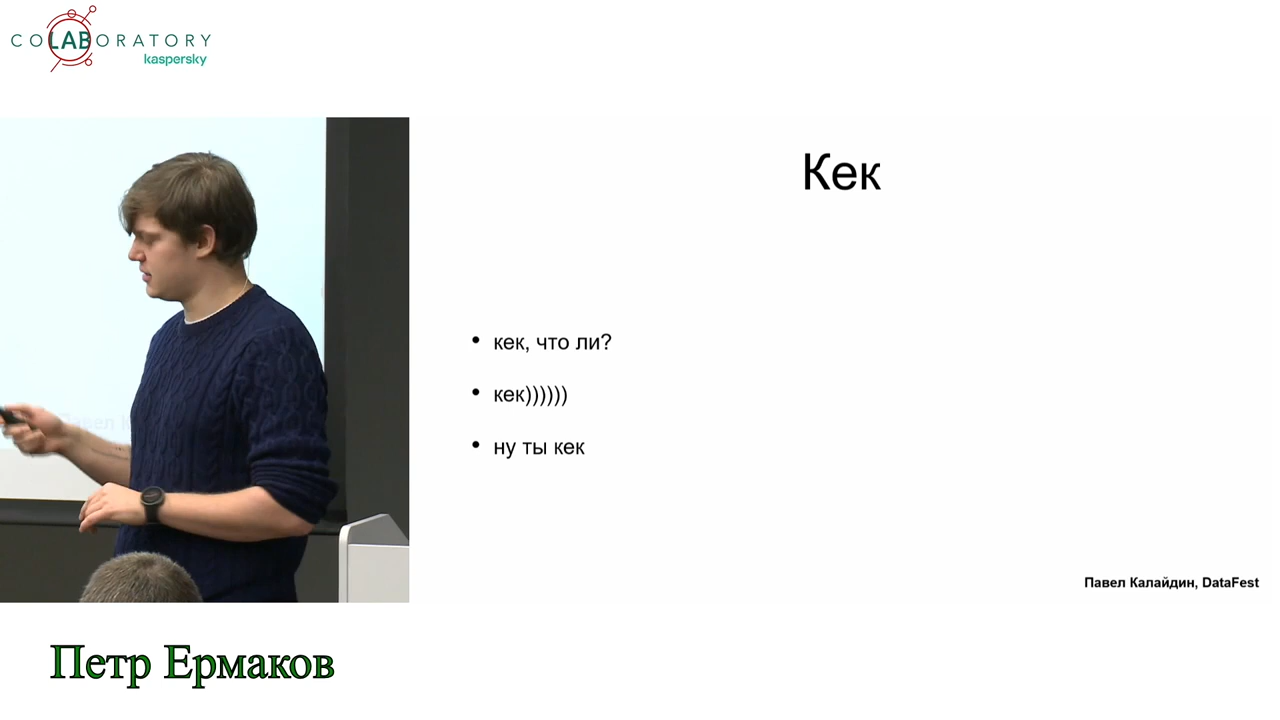 COLABORATORY
kaspersky
Кек
• кек, что ли?
• кек))))))
• ну ты кек
Павел Калайдин, DataFest
Петр Ермаков